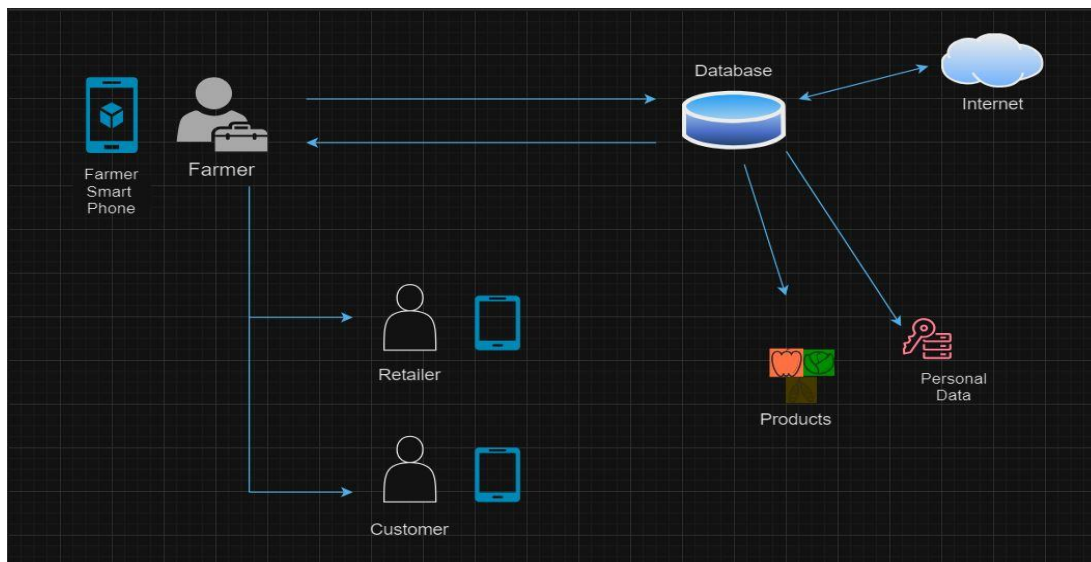 Database
Internet
Farmer
Smart
Phone
Farmer
Retailer
Personal
Data
Products
Customer